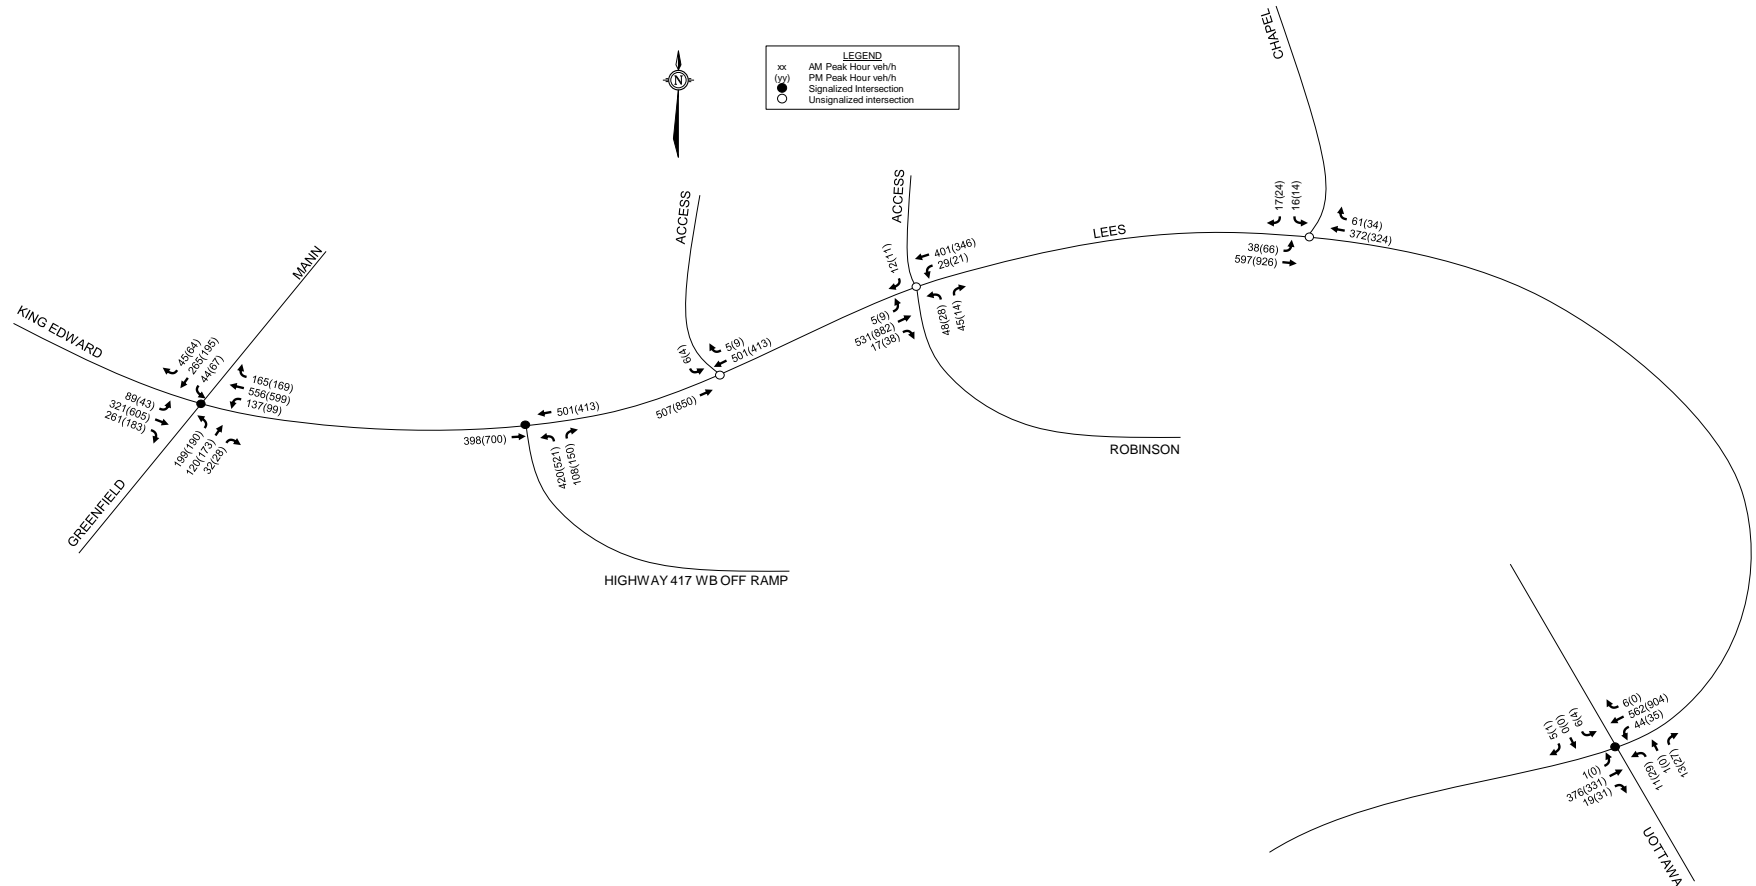 CHAPEL
LEGEND
xx AM Peak Hour veh/h
(yy) PM Peak Hour veh/h
Signalized Intersection
Unsignalized intersection
N
ACCESS
ACCESS
17(24)
16(14)
61(34)
372(324)
LEES
38(66)
597(926)
MANN
KING EDWARD
12(11)
401(346)
29(21)
5(9)
531(882)
17(38)
48(28)
45(14)
45(64)
265(195)
44(67)
6(4)
5(9)
501(413)
507(850)
165(169)
556(599)
137(99)
89(43)
321(605)
261(183)
199(190)
120(173)
32(28)
501(413)
398(700)
420(521)
108(150)
ROBINSON
GREENFIELD
HIGHWAY 417 WB OFF RAMP
5(1)
0(0)
6(4)
6(0)
562(904)
44(35)
1(0)
376(331)
19(31)
11(29)
1(0)
13(27)
UOTTAWA